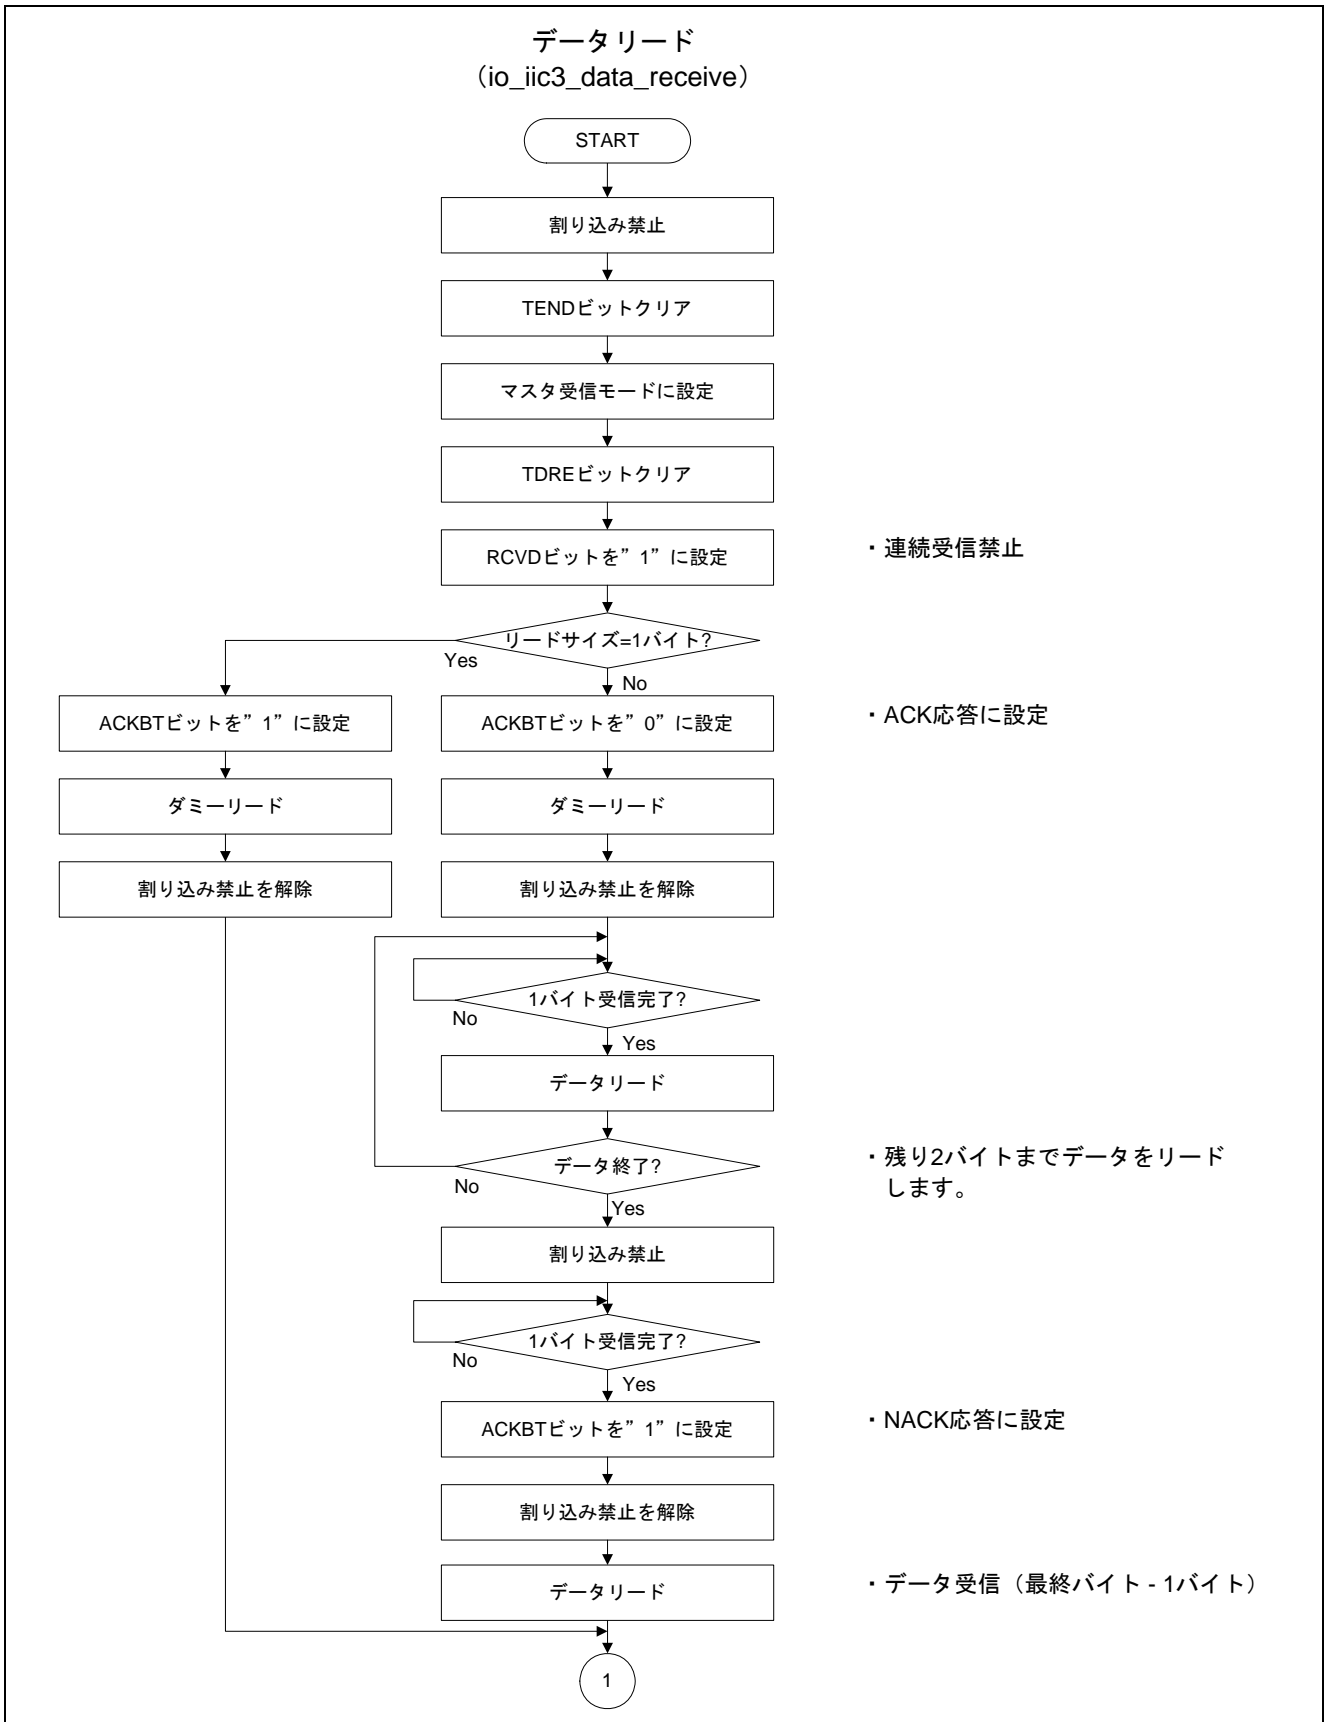 データリード
（io_iic3_data_receive）
START
割り込み禁止
TENDビットクリア
マスタ受信モードに設定
TDREビットクリア
RCVDビットを”1”に設定
・連続受信禁止
リードサイズ=1バイト?
Yes
No
ACKBTビットを”1”に設定
ACKBTビットを”0”に設定
・ACK応答に設定
ダミーリード
ダミーリード
割り込み禁止を解除
割り込み禁止を解除
1バイト受信完了?
No
Yes
データリード
データ終了?
・残り2バイトまでデータをリード
します。
No
Yes
割り込み禁止
1バイト受信完了?
No
Yes
ACKBTビットを”1”に設定
・NACK応答に設定
割り込み禁止を解除
データリード
・データ受信（最終バイト - 1バイト）
1